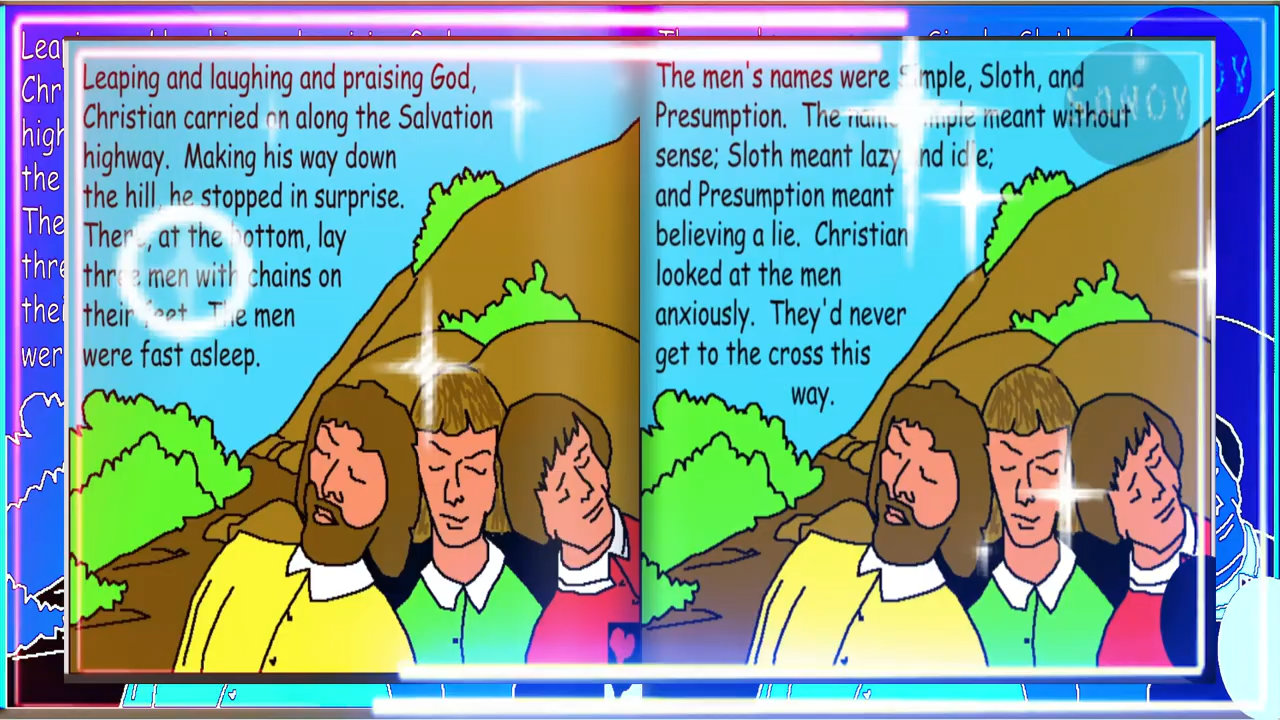 Leaping and laughing and praising God,
Christian carried on along the Salvation
highway. Making his way down
the hill, he stopped in surprise.
There, at the bottom, lay
three men with chains on
their feet. The men
were fast asleep.
The men's names were Simple, Sloth, and
Presumption. The name Simple meant without
sense; Sloth meant lazy and idle;
and Presumption meant
believing a lie. Christian
looked at the men
anxiously. They'd never
get to the cross this
way.